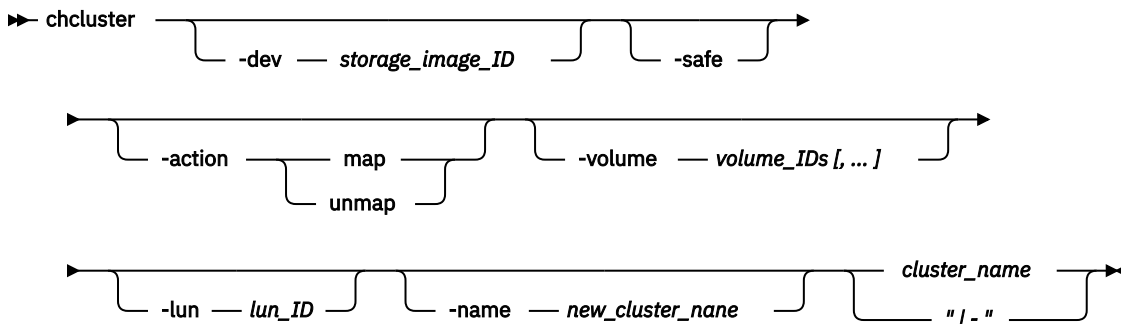 chcluster
-dev storage_image_ID -safe
-action map -volume volume_IDs [, ... ]
unmap
cluster_name
-lun lun_ID -name new_cluster_nane
" | - "